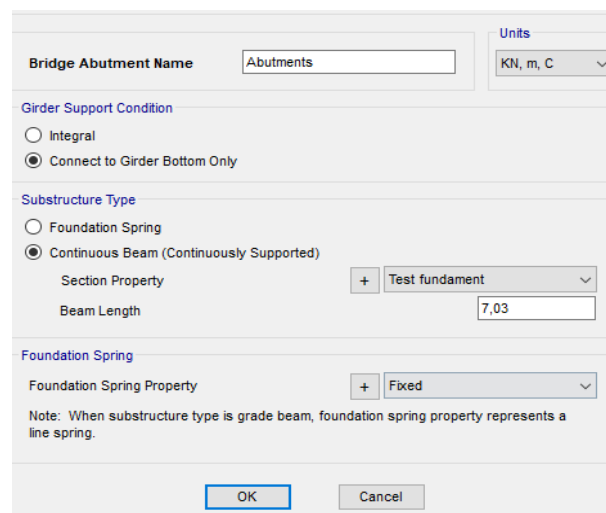 Units
Bridge Abutment Name
Abutments
KN, m, C
Girder Support Condition
Integral
Connect to Girder Bottom Only
Substructure Type
Foundation Spring
Continuous Beam (Continuously Supported)
Section Property
+
Test fundament
Beam Length
7,03
Foundation Spring
Foundation Spring Property
+
Fixed
Note: When substructure type is grade beam, foundation spring property represents a
line spring.
OK
Cancel